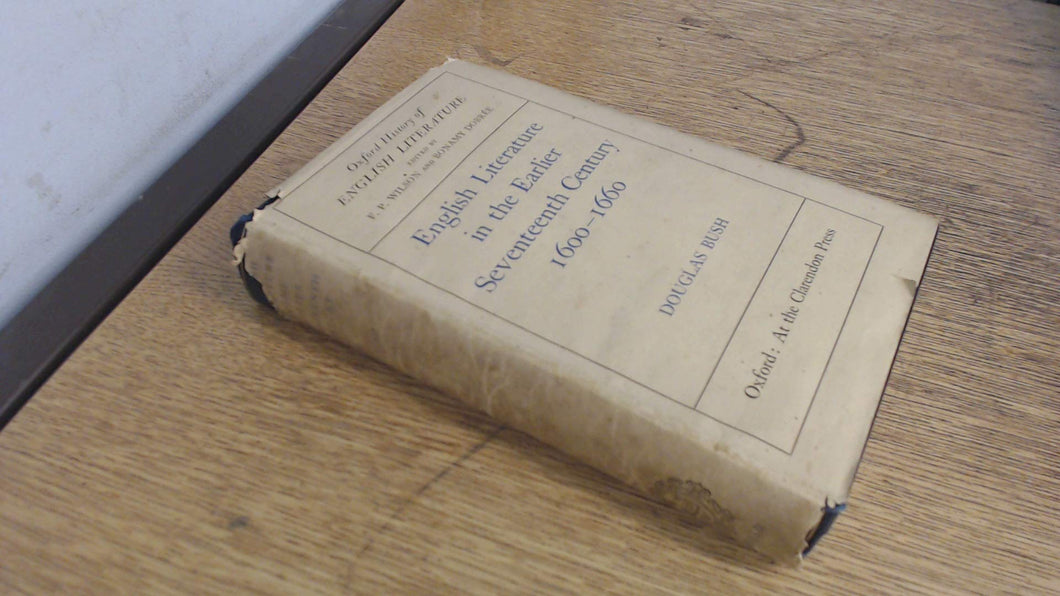 Oxford History of
ENGLISH LITERATURE
EDITED BY
F. P. WILSON AND BONAMY DOBRÉE
English Literature
in the Earlier
Seventeenth Century
1600–1660
DOUGLAS BUSH
Oxford: At the Clarendon Press